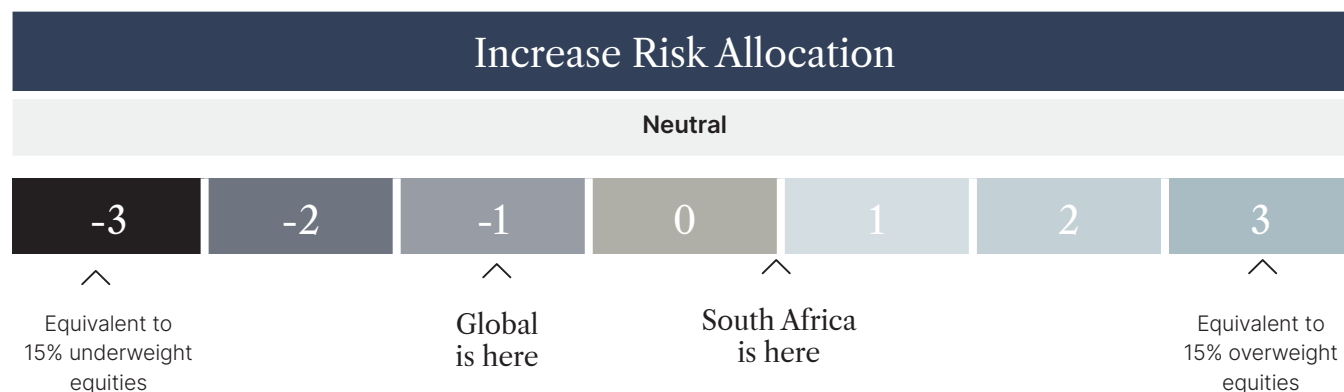 Increase Risk Allocation
Neutral
-3 -2 -1 0 1 2 3
Equivalent to
15% underweight
equities
Global
is here
South Africa
is here
Equivalent to
15% overweight
equities